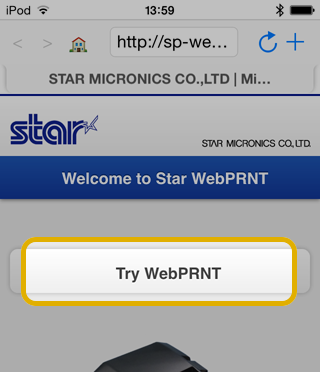 iPod 13:59
http://sp-we...
STAR MICRONICS CO.,LTD | Mi...
star STAR MICRONICS CO.,LTD.
Welcome to Star WebPRNT
Try WebPRNT